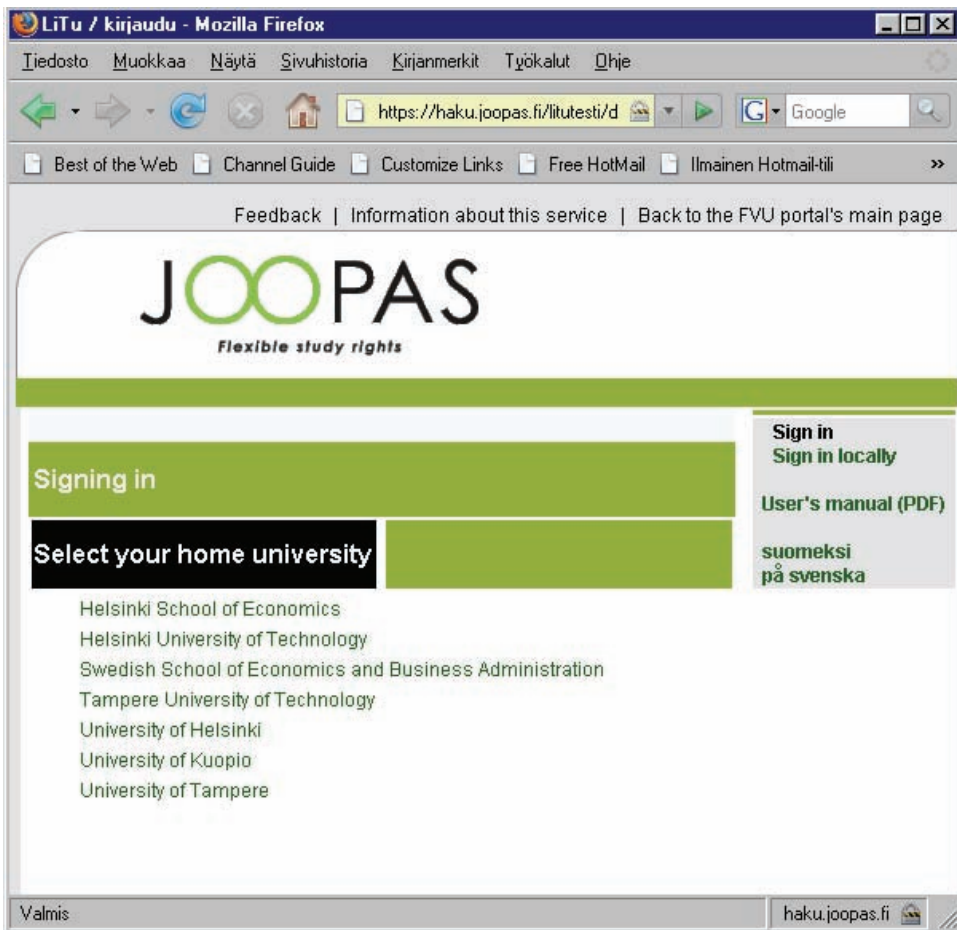 LiTu / kirjaudu - Mozilla Firefox
Tiedosto Muokkaa Näytä Sivuhistoria Kirjanmerkit Työkalut Ohje
https://haku.joopas.fi/litutesti/d G Google
Best of the Web Channel Guide Customize Links Free HotMail Ilmainen Hotmail-tili »
Feedback | Information about this service | Back to the FVU portal's main page
JOOPAS
Flexible study rights
Sign in
Sign in locally
User's manual (PDF)
suomeksi
på svenska
Signing in
Select your home university
Helsinki School of Economics
Helsinki University of Technology
Swedish School of Economics and Business Administration
Tampere University of Technology
University of Helsinki
University of Kuopio
University of Tampere
Valmis haku.joopas.fi